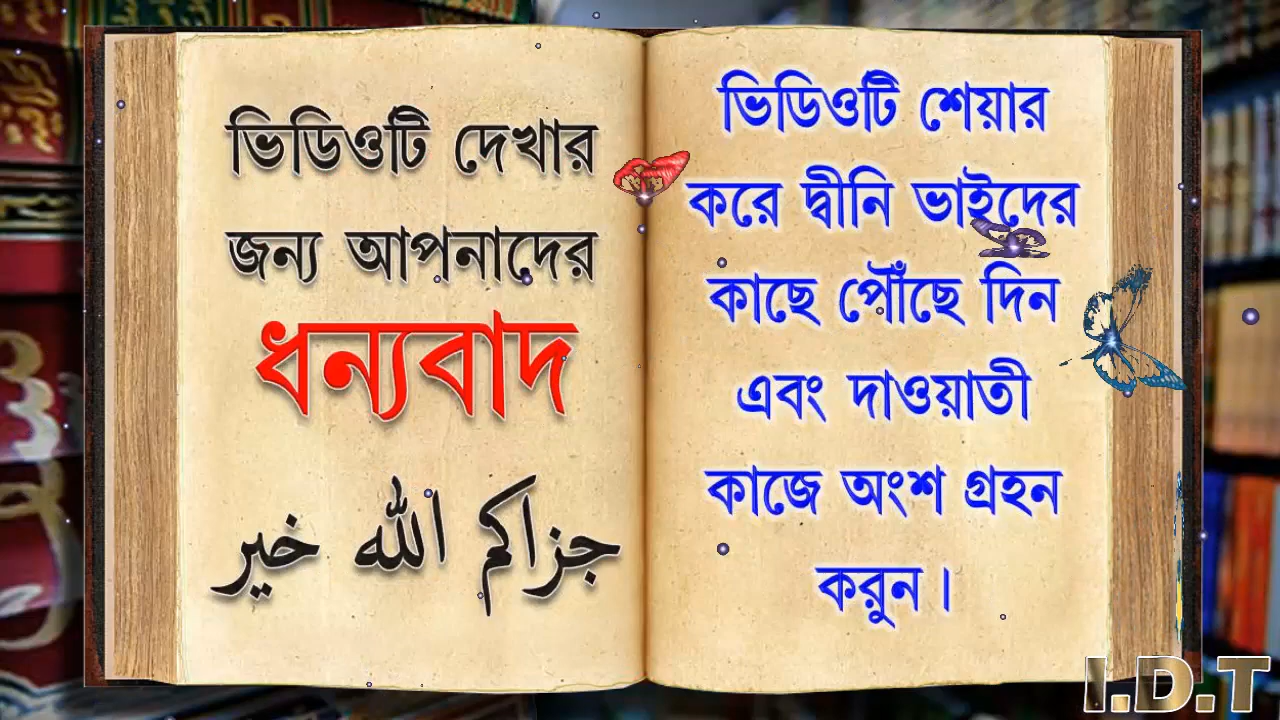 ভিডিওটি দেখার
জন্য আপনাদের
ধন্যবাদ
جزاكم الله خير
ভিডিওটি শেয়ার
করে দ্বীনি ভাইদের
কাছে পৌঁছে দিন
এবং দাওয়াতী
কাজে অংশ গ্রহন
করুন।
I.D.T